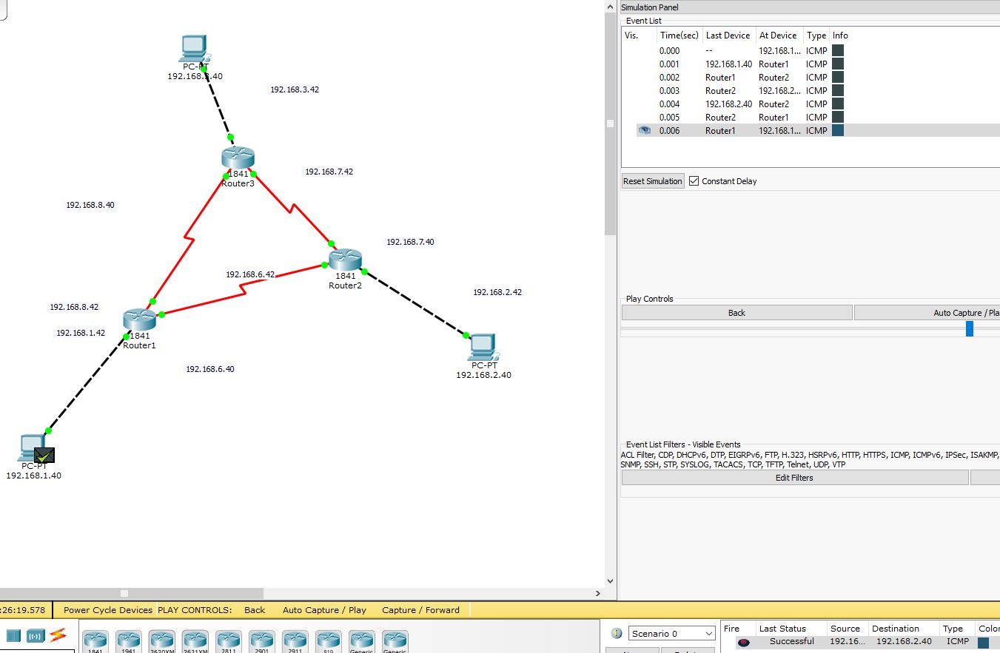 PC-PT
192.168.3.40
192.168.3.42
1841
Router3
192.168.7.42
192.168.8.40
192.168.7.40
192.168.6.42
1841
Router2
192.168.2.42
192.168.8.42
192.168.1.42
1841
Router1
192.168.6.40
PC-PT
192.168.2.40
PC-PT
192.168.1.40
Simulation Panel
Event List
Vis. Time(sec) Last Device At Device Type Info
0.000 -- 192.168.1... ICMP
0.001 192.168.1.40 Router1 ICMP
0.002 Router1 Router2 ICMP
0.003 Router2 192.168.2... ICMP
0.004 192.168.2.40 Router2 ICMP
0.005 Router2 Router1 ICMP
0.006 Router1 192.168.1... ICMP
Reset Simulation Constant Delay
Play Controls
Back Auto Capture / Pla
Event List Filters - Visible Events
ACL Filter, CDP, DHCPv6, DTP, EIGRPv6, FTP, H.323, HSRPv6, HTTP, HTTPS, ICMP, ICMPv6, IPSec, ISAKMP,
SNMP, SSH, STP, SYSLOG, TACACS, TCP, TFTP, Telnet, UDP, VTP
Edit Filters
:26:19.578 Power Cycle Devices PLAY CONTROLS: Back Auto Capture / Play Capture / Forward
1841 1941 2620XM 2621XM 2811 2901 2911 819 Generic Generic
Scenario 0
Fire Last Status Source Destination Type Color
Successful 192.16... 192.168.2.40 ICMP